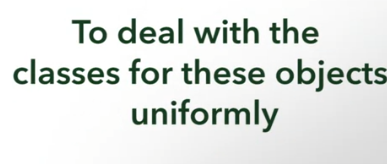 To deal with the
classes for these objects
uniformly